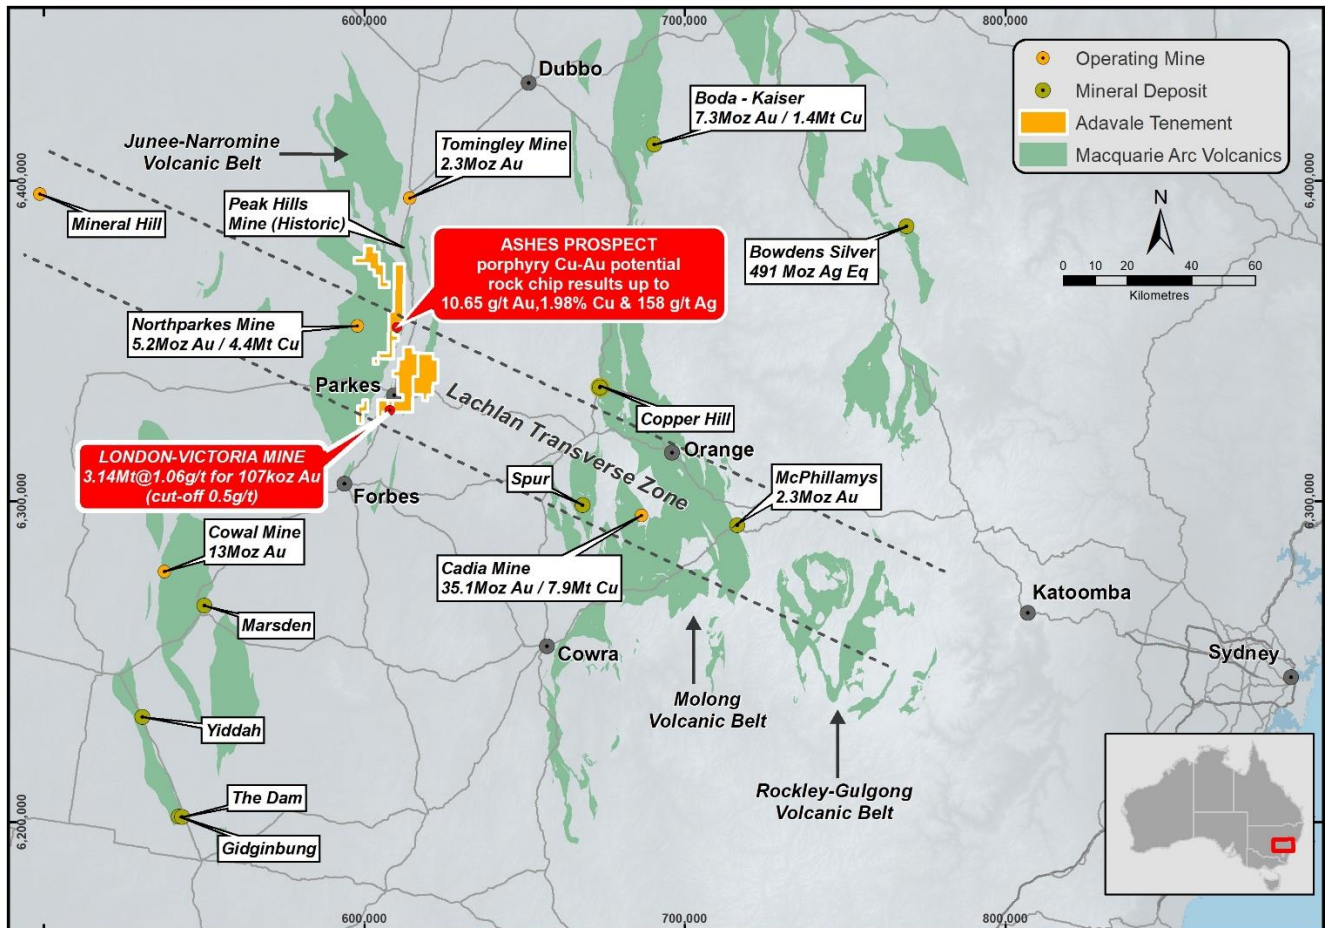 600,000
700,000
800,000
Dubbo
Operating Mine
Mineral Deposit
Adavale Tenement
Macquarie Arc Volcanics
Boda - Kaiser
7.3Moz Au / 1.4Mt Cu
Junee-Narromine
Volcanic Belt
Tomingley Mine
2.3Moz Au
6,400,000
6,400,000
Mineral Hill
Peak Hills
Mine (Historic)
N
0 10 20 30 40 60
Kilometres
Bowdens Silver
491 Moz Ag Eq
ASHES PROSPECT
porphyry Cu-Au potential
rock chip results up to
10.65 g/t Au,1.98% Cu & 158 g/t Ag
Northparkes Mine
5.2Moz Au / 4.4Mt Cu
Parkes
Lachlan Transverse Zone
Copper Hill
Orange
LONDON-VICTORIA MINE
3.14Mt@1.06g/t for 107koz Au
(cut-off 0.5g/t)
Forbes
Spur
McPhillamys
2.3Moz Au
6,300,000
6,300,000
Cowal Mine
13Moz Au
Cadia Mine
35.1Moz Au / 7.9Mt Cu
Katoomba
Marsden
Cowra
Sydney
Molong
Volcanic Belt
Yiddah
Rockley-Gulgong
Volcanic Belt
The Dam
Gidginbung
6,200,000
600,000
700,000
800,000